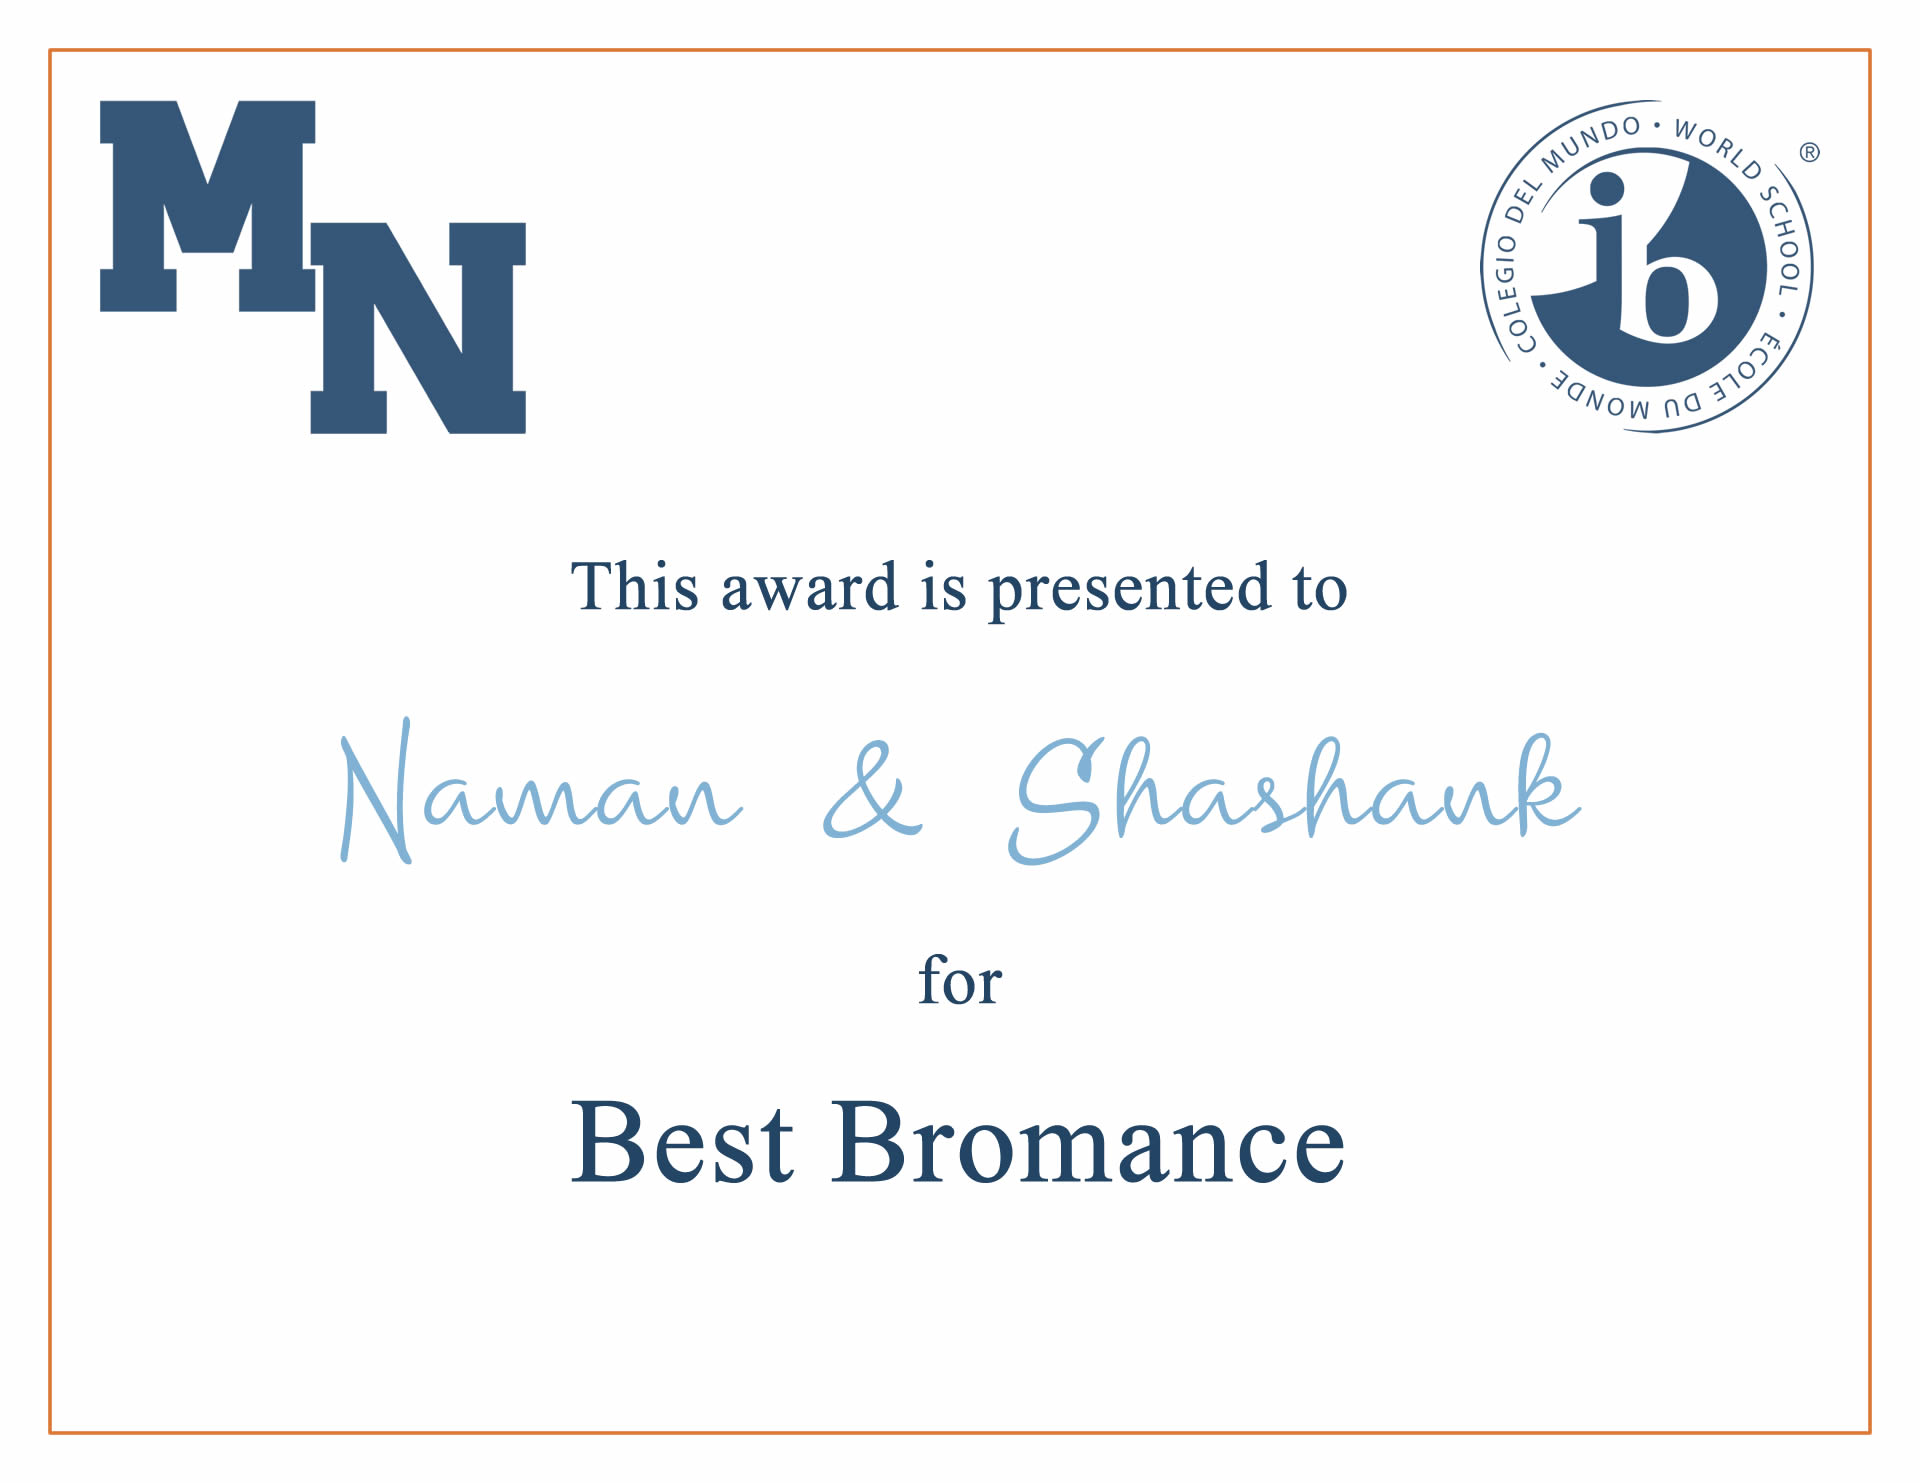 MN
COLEGIO DEL MUNDO • WORLD SCHOOL • ÉCOLE DU MONDE •
ib
®
This award is presented to
Naman & Shashank
for
Best Bromance